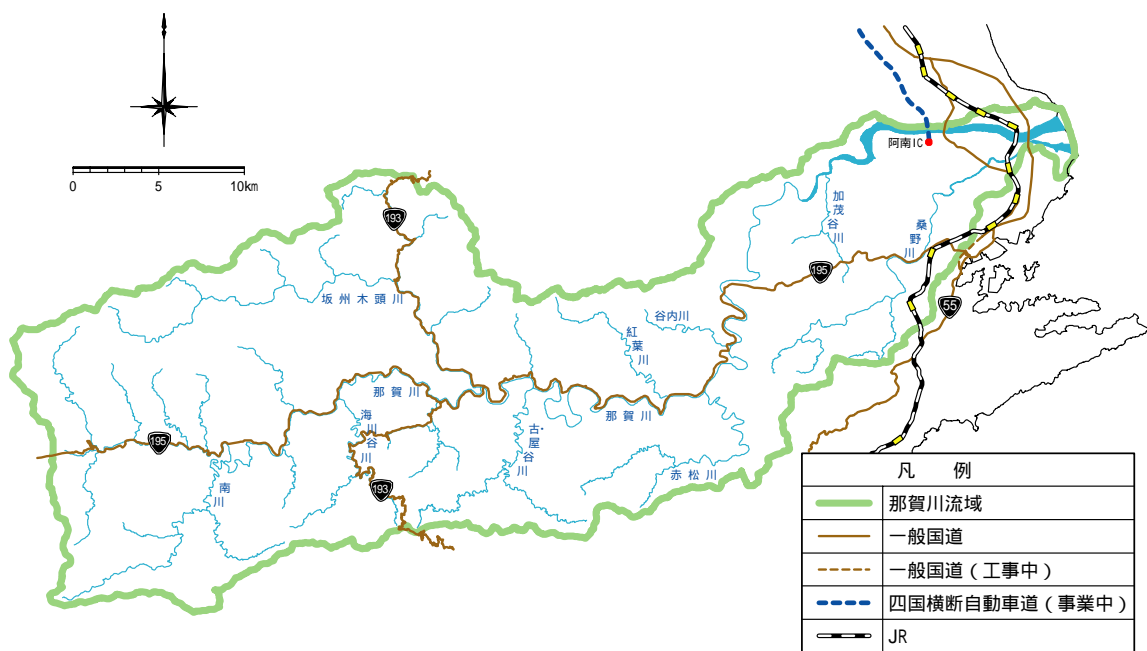 0
5
10km
193
阿南IC
加茂谷川
桑野川
195
坂州木頭川
55
谷内川
紅葉川
那賀川
海川谷川
那賀川
古屋谷川
195
赤松川
南川
193
凡 例
那賀川流域
一般国道
一般国道(工事中)
四国横断自動車道(事業中)
JR